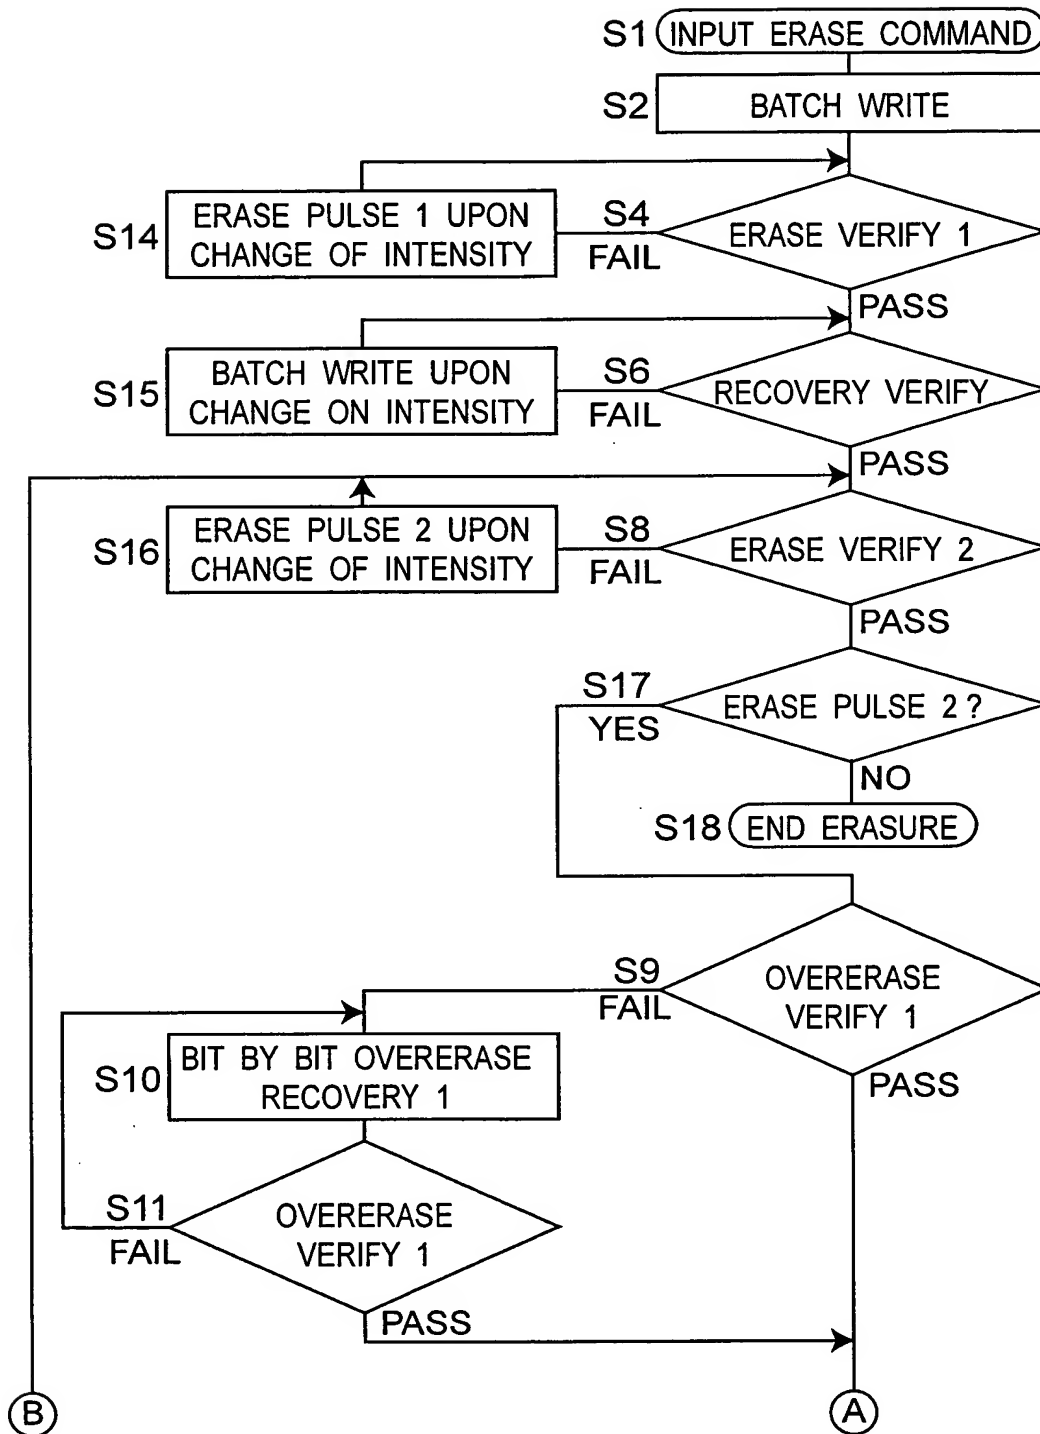 S1 INPUT ERASE COMMAND
S2 BATCH WRITE
S14 ERASE PULSE 1 UPON
CHANGE OF INTENSITY
S4
FAIL
ERASE VERIFY 1
PASS
S15 BATCH WRITE UPON
CHANGE ON INTENSITY
S6
FAIL
RECOVERY VERIFY
PASS
S16 ERASE PULSE 2 UPON
CHANGE OF INTENSITY
S8
FAIL
ERASE VERIFY 2
PASS
S17
YES
ERASE PULSE 2?
NO
S18 END ERASURE
S9
FAIL
OVERERASE
VERIFY 1
PASS
S10 BIT BY BIT OVERERASE
RECOVERY 1
S11
FAIL
OVERERASE
VERIFY 1
PASS
B
A